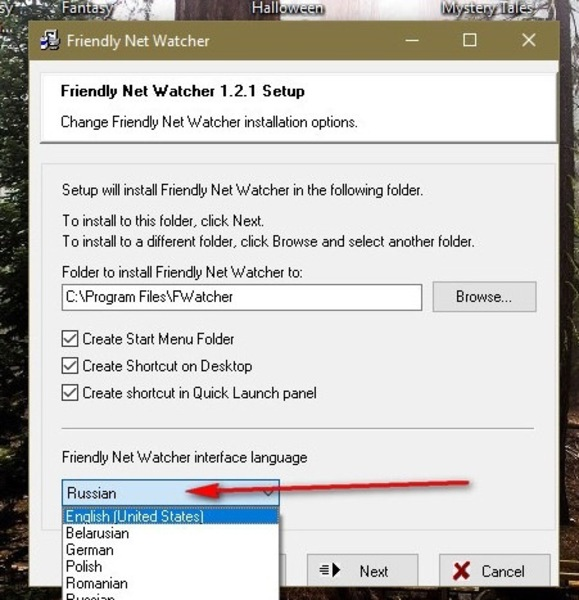 Fantasy
Halloween
Mystery Tales
Friendly Net Watcher
Friendly Net Watcher 1.2.1 Setup
Change Friendly Net Watcher installation options.
Setup will install Friendly Net Watcher in the following folder.
To install to this folder, click Next.
To install to a different folder, click Browse and select another folder.
Folder to install Friendly Net Watcher to:
C:\Program Files\FWatcher
Browse...
Create Start Menu Folder
Create Shortcut on Desktop
Create shortcut in Quick Launch panel
Friendly Net Watcher interface language
Russian
English (United States)
Belarusian
German
Polish
Romanian
Russian
Next
Cancel